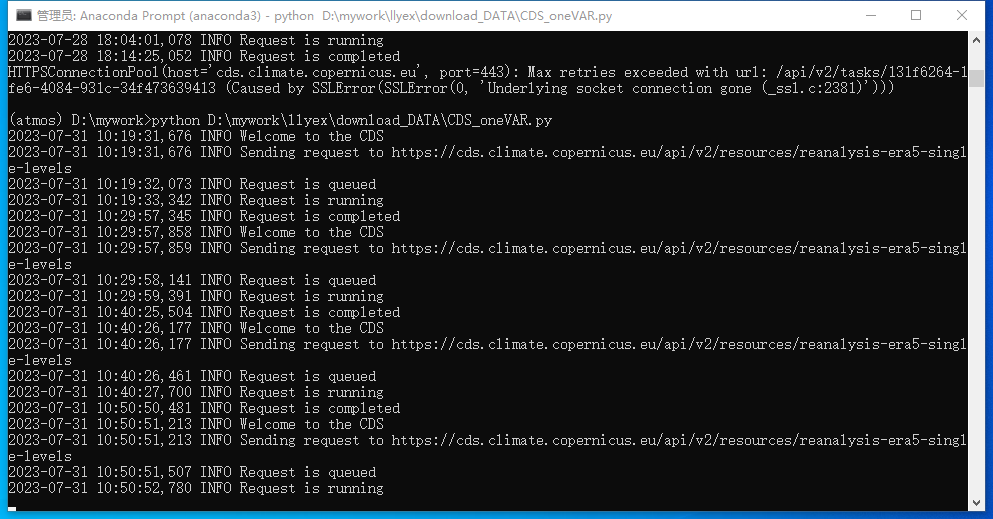 管理员: Anaconda Prompt (anaconda3) - python  D:\mywork\llyex\download_DATA\CDS_oneVAR.py
2023-07-28 18:04:01,078 INFO Request is running
2023-07-28 18:14:25,052 INFO Request is completed
HTTPSConnectionPool(host='cds.climate.copernicus.eu', port=443): Max retries exceeded with url: /api/v2/tasks/131f6264-1
fe6-4084-931c-34f473639413 (Caused by SSLError(SSLError(0, 'Underlying socket connection gone (_ssl.c:2381)')))
(atmos) D:\mywork>python D:\mywork\llyex\download_DATA\CDS_oneVAR.py
2023-07-31 10:19:31,676 INFO Welcome to the CDS
2023-07-31 10:19:31,676 INFO Sending request to https://cds.climate.copernicus.eu/api/v2/resources/reanalysis-era5-singl
e-levels
2023-07-31 10:19:32,073 INFO Request is queued
2023-07-31 10:19:33,342 INFO Request is running
2023-07-31 10:29:57,345 INFO Request is completed
2023-07-31 10:29:57,858 INFO Welcome to the CDS
2023-07-31 10:29:57,859 INFO Sending request to https://cds.climate.copernicus.eu/api/v2/resources/reanalysis-era5-singl
e-levels
2023-07-31 10:29:58,141 INFO Request is queued
2023-07-31 10:29:59,391 INFO Request is running
2023-07-31 10:40:25,504 INFO Request is completed
2023-07-31 10:40:26,177 INFO Welcome to the CDS
2023-07-31 10:40:26,177 INFO Sending request to https://cds.climate.copernicus.eu/api/v2/resources/reanalysis-era5-singl
e-levels
2023-07-31 10:40:26,461 INFO Request is queued
2023-07-31 10:40:27,700 INFO Request is running
2023-07-31 10:50:50,481 INFO Request is completed
2023-07-31 10:50:51,213 INFO Welcome to the CDS
2023-07-31 10:50:51,213 INFO Sending request to https://cds.climate.copernicus.eu/api/v2/resources/reanalysis-era5-singl
e-levels
2023-07-31 10:50:51,507 INFO Request is queued
2023-07-31 10:50:52,780 INFO Request is running